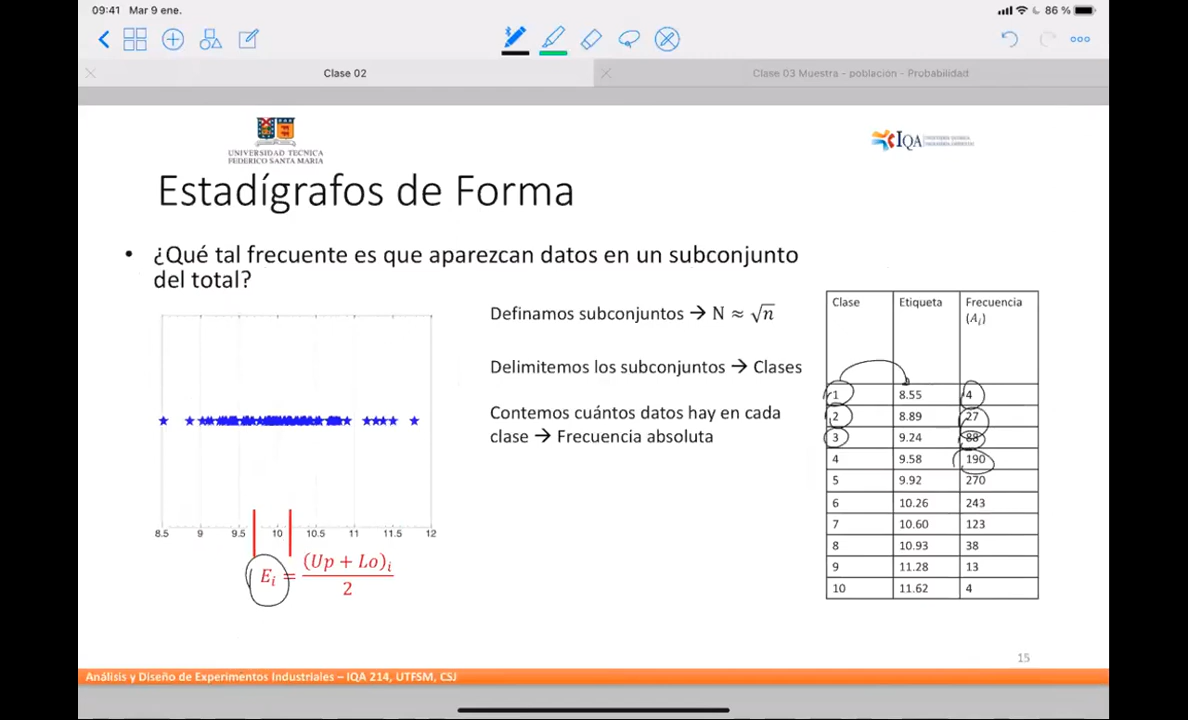 09:41 Mar 9 ene.
86 %
Clase 02
Clase 03 Muestra - población - Probabilidad
UNIVERSIDAD TECNICA
FEDERICO SANTA MARIA
IQA
Estadígrafos de Forma
• ¿Qué tal frecuente es que aparezcan datos en un subconjunto
del total?
Definamos subconjuntos → N ≈ √n
Delimitemos los subconjuntos → Clases
Contemos cuántos datos hay en cada
clase → Frecuencia absoluta
8.5 9 9.5 10 10.5 11 11.5 12
E_i = (Up + Lo)_i / 2
Clase Etiqueta Frecuencia (A_i)
1 8.55 4
2 8.89 27
3 9.24 88
4 9.58 190
5 9.92 270
6 10.26 243
7 10.60 123
8 10.93 38
9 11.28 13
10 11.62 4
15
Análisis y Diseño de Experimentos Industriales – IQA 214, UTFSM, CSJ